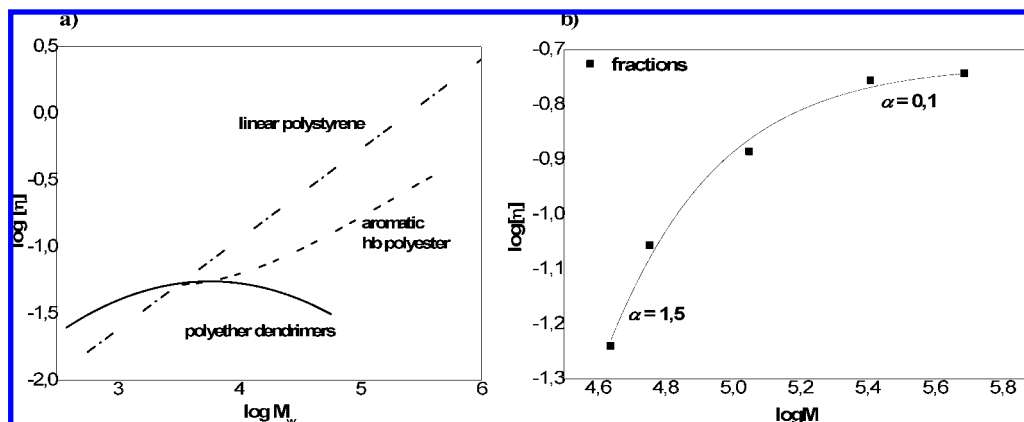 a)
0,5
0,0
-0,5
-1,0
-1,5
-2,0
log [η]
linear polystyrene
aromatic
hb polyester
polyether dendrimers
3
4
5
6
log M_w
b)
-0,7
-0,8
-0,9
-1,0
-1,1
-1,2
-1,3
log[η]
■ fractions
α = 0,1
α = 1,5
4,6
4,8
5,0
5,2
5,4
5,6
5,8
logM